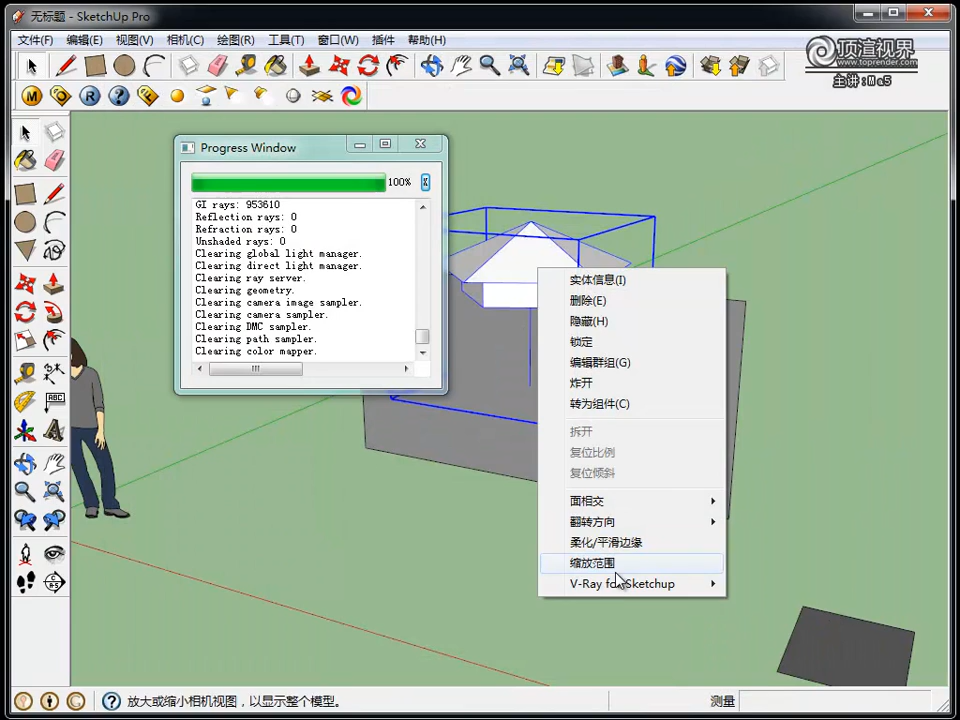 无标题 - SketchUp Pro
文件(F) 编辑(E) 视图(V) 相机(C) 绘图(R) 工具(T) 窗口(W) 插件 帮助(H)
顶渲视界
www.toprender.com
主讲:Ma5
Progress Window
100%
GI rays: 953610
Reflection rays: 0
Refraction rays: 0
Unshaded rays: 0
Clearing global light manager.
Clearing direct light manager.
Clearing ray server.
Clearing geometry.
Clearing camera image sampler.
Clearing camera sampler.
Clearing DMC sampler.
Clearing path sampler.
Clearing color mapper.
实体信息(I)
删除(E)
隐藏(H)
锁定
编辑群组(G)
炸开
转为组件(C)
拆开
复位比例
复位倾斜
面相交
翻转方向
柔化/平滑边缘
缩放范围
V-Ray for Sketchup
ABC
放大或缩小相机视图，以显示整个模型。
测量